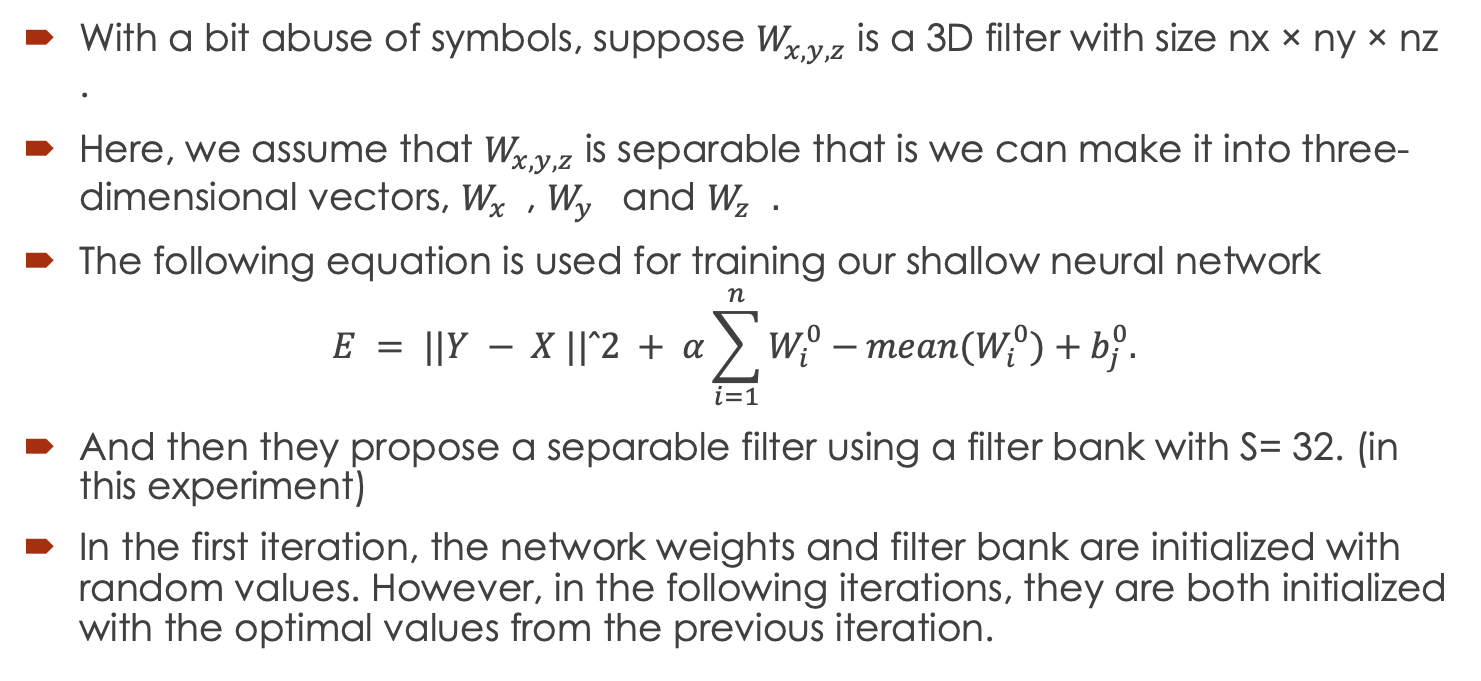 With a bit abuse of symbols, suppose W_{x,y,z} is a 3D filter with size nx × ny × nz
.
Here, we assume that W_{x,y,z} is separable that is we can make it into three-
dimensional vectors, W_x , W_y and W_z .
The following equation is used for training our shallow neural network
E = ||Y − X ||^2 + α \sum_{i=1}^{n} W_i^0 − mean(W_i^0) + b_j^0.
And then they propose a separable filter using a filter bank with S= 32. (in
this experiment)
In the first iteration, the network weights and filter bank are initialized with
random values. However, in the following iterations, they are both initialized
with the optimal values from the previous iteration.